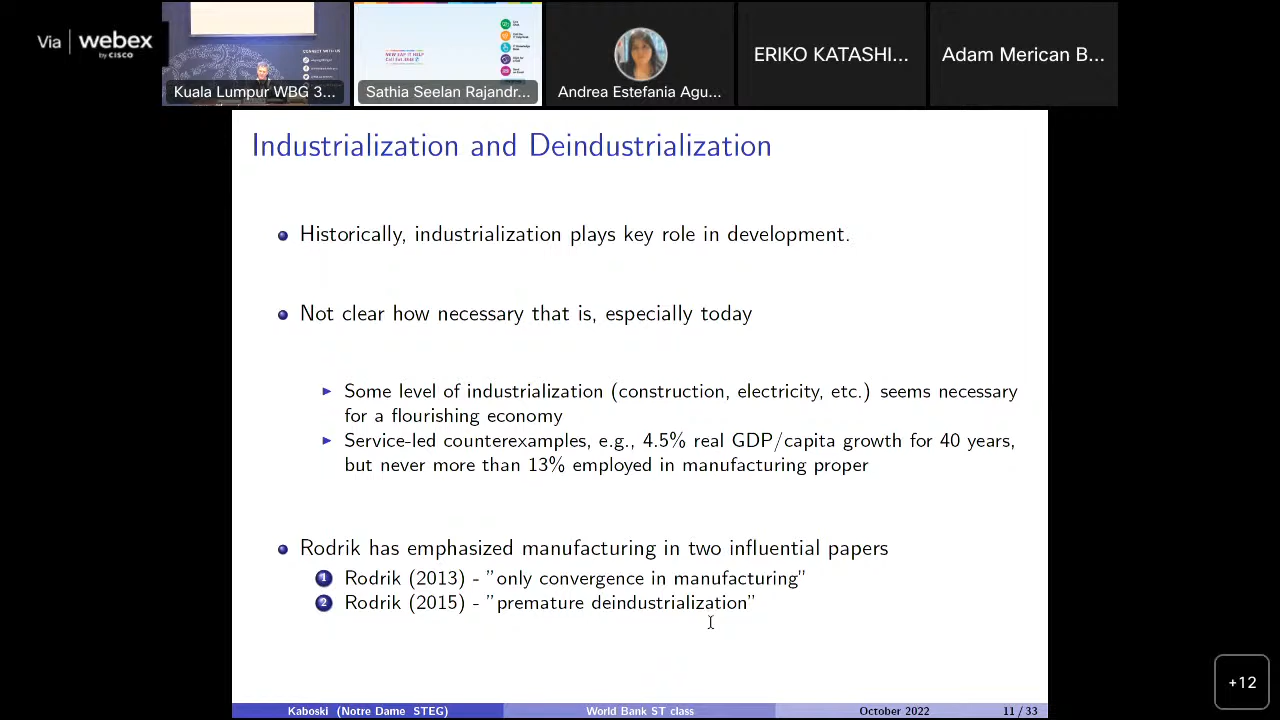 Via webex
by CISCO
CONNECT WITH US
Kuala Lumpur WBG 3...
Sathia Seelan Rajandr...
Andrea Estefania Agu...
ERIKO KATASHI...
Adam Merican B...
Industrialization and Deindustrialization
Historically, industrialization plays key role in development.
Not clear how necessary that is, especially today
Some level of industrialization (construction, electricity, etc.) seems necessary
for a flourishing economy
Service-led counterexamples, e.g., 4.5% real GDP/capita growth for 40 years,
but never more than 13% employed in manufacturing proper
Rodrik has emphasized manufacturing in two influential papers
1 Rodrik (2013) - "only convergence in manufacturing"
2 Rodrik (2015) - "premature deindustrialization"
+12
Kaboski (Notre Dame STEG) World Bank ST class October 2022 11 / 33